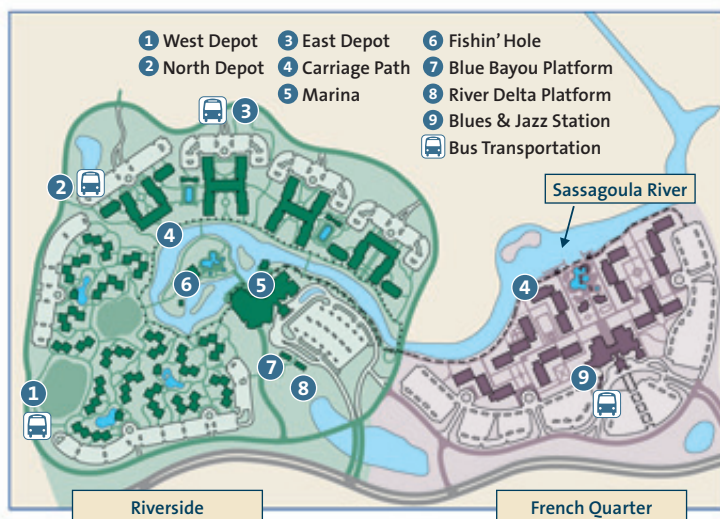 1 West Depot
2 North Depot
3 East Depot
4 Carriage Path
5 Marina
6 Fishin' Hole
7 Blue Bayou Platform
8 River Delta Platform
9 Blues & Jazz Station
Bus Transportation
Sassagoula River
3
2
4
4
6
5
7
8
9
1
Riverside
French Quarter